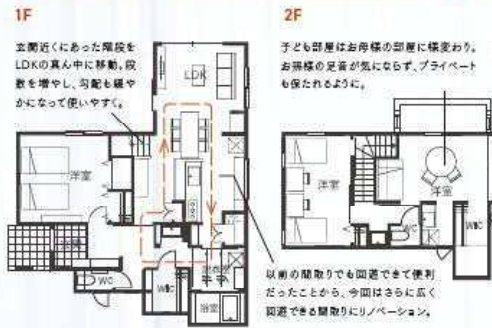 1F
玄関近くにあった階段を
LDKの真ん中に移動。段
数を増やし、勾配も緩や
かになって使いやすく。
2F
子ども部屋はお母様の部屋に様変わり。
お孫様の足音が気にならず、プライベート
も保たれるように。
LDK
洋室
玄関
WC
WIC
浴室
洋室
洋室
WC
WIC
以前の間取りでも回遊できて便利
だったことから、今回はさらに広く
回遊できる間取りにリノベーション。